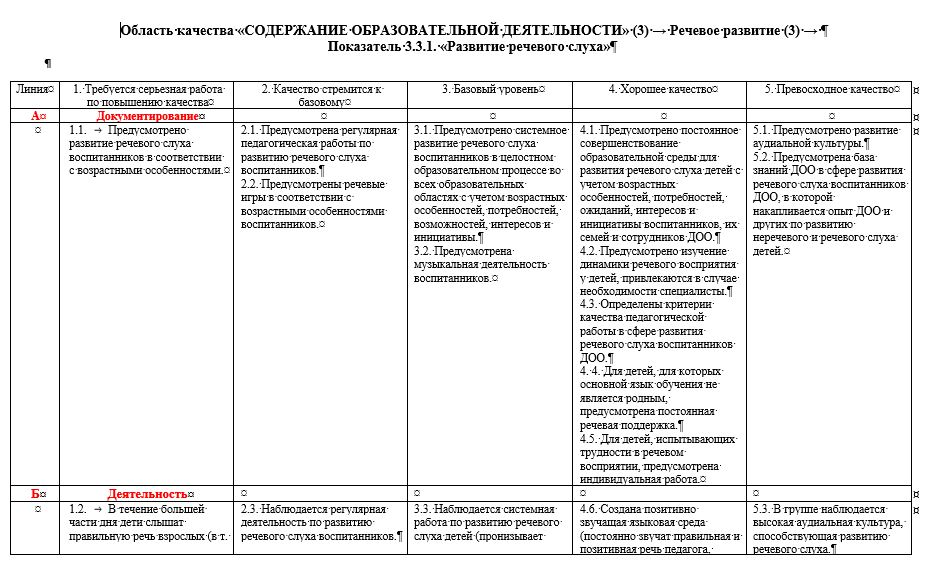 Область качества «СОДЕРЖАНИЕ ОБРАЗОВАТЕЛЬНОЙ ДЕЯТЕЛЬНОСТИ» (3) → Речевое развитие (3) → ¶
Показатель 3.3.1. «Развитие речевого слуха»¶
¶
Линия¤
1. Требуется серьезная работа
по повышению качества¤
2. Качество стремится к
базовому¤
3. Базовый уровень¤
4. Хорошее качество¤
5. Превосходное качество¤
¤
А¤
Документирование¤
¤
¤
¤
¤
¤
¤
1.1. → Предусмотрено
развитие речевого слуха
воспитанников в соответствии
с возрастными особенностями.¤
2.1. Предусмотрена регулярная
педагогическая работы по
развитию речевого слуха
воспитанников.¶
2.2. Предусмотрены речевые
игры в соответствии с
возрастными особенностями
воспитанников.¤
3.1. Предусмотрено системное
развитие речевого слуха
воспитанников в целостном
образовательном процессе во
всех образовательных
областях с учетом возрастных
особенностей, потребностей,
возможностей, интересов и
инициативы.¶
3.2. Предусмотрена
музыкальная деятельность
воспитанников.¤
4.1. Предусмотрено постоянное
совершенствование
образовательной среды для
развития речевого слуха детей с
учетом возрастных
особенностей, потребностей,
ожиданий, интересов и
инициативы воспитанников, их
семей и сотрудников ДОО.¶
4.2. Предусмотрено изучение
динамики речевого восприятия
у детей, привлекаются в случае
необходимости специалисты.¶
4.3. Определены критерии
качества педагогической
работы в сфере развития
речевого слуха воспитанников
ДОО.¶
4. 4. Для детей, для которых
основной язык обучения не
является родным,
предусмотрена постоянная
речевая поддержка.¶
4.5. Для детей, испытывающих
трудности в речевом
восприятии, предусмотрена
индивидуальная работа.¤
5.1. Предусмотрено развитие
аудиальной культуры.¶
5.2. Предусмотрена база
знаний ДОО в сфере развития
речевого слуха воспитанников
ДОО, в которой
накапливается опыт ДОО и
других по развитию
неречевого и речевого слуха
детей.¤
¤
Б¤
Деятельность¤
¤
¤
¤
¤
¤
¤
1.2. → В течение большей
части дня дети слышат
правильную речь взрослых (в т.
2.3. Наблюдается регулярная
деятельность по развитию
речевого слуха воспитанников.¶
3.3. Наблюдается системная
работа по развитию речевого
слуха детей (пронизывает
4.6. Создана позитивно
звучащая языковая среда
(постоянно звучат правильная и
позитивная речь педагога,
5.3. В группе наблюдается
высокая аудиальная культура,
способствующая развитию
речевого слуха.¶
¤